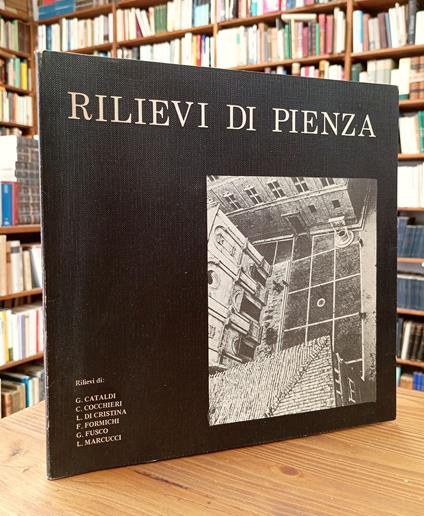 RILIEVI DI PIENZA
Rilievi di:
G. CATALDI
C. COCCHIERI
L. DI CRISTINA
F. FORMICHI
G. FUSCO
L. MARCUCCI